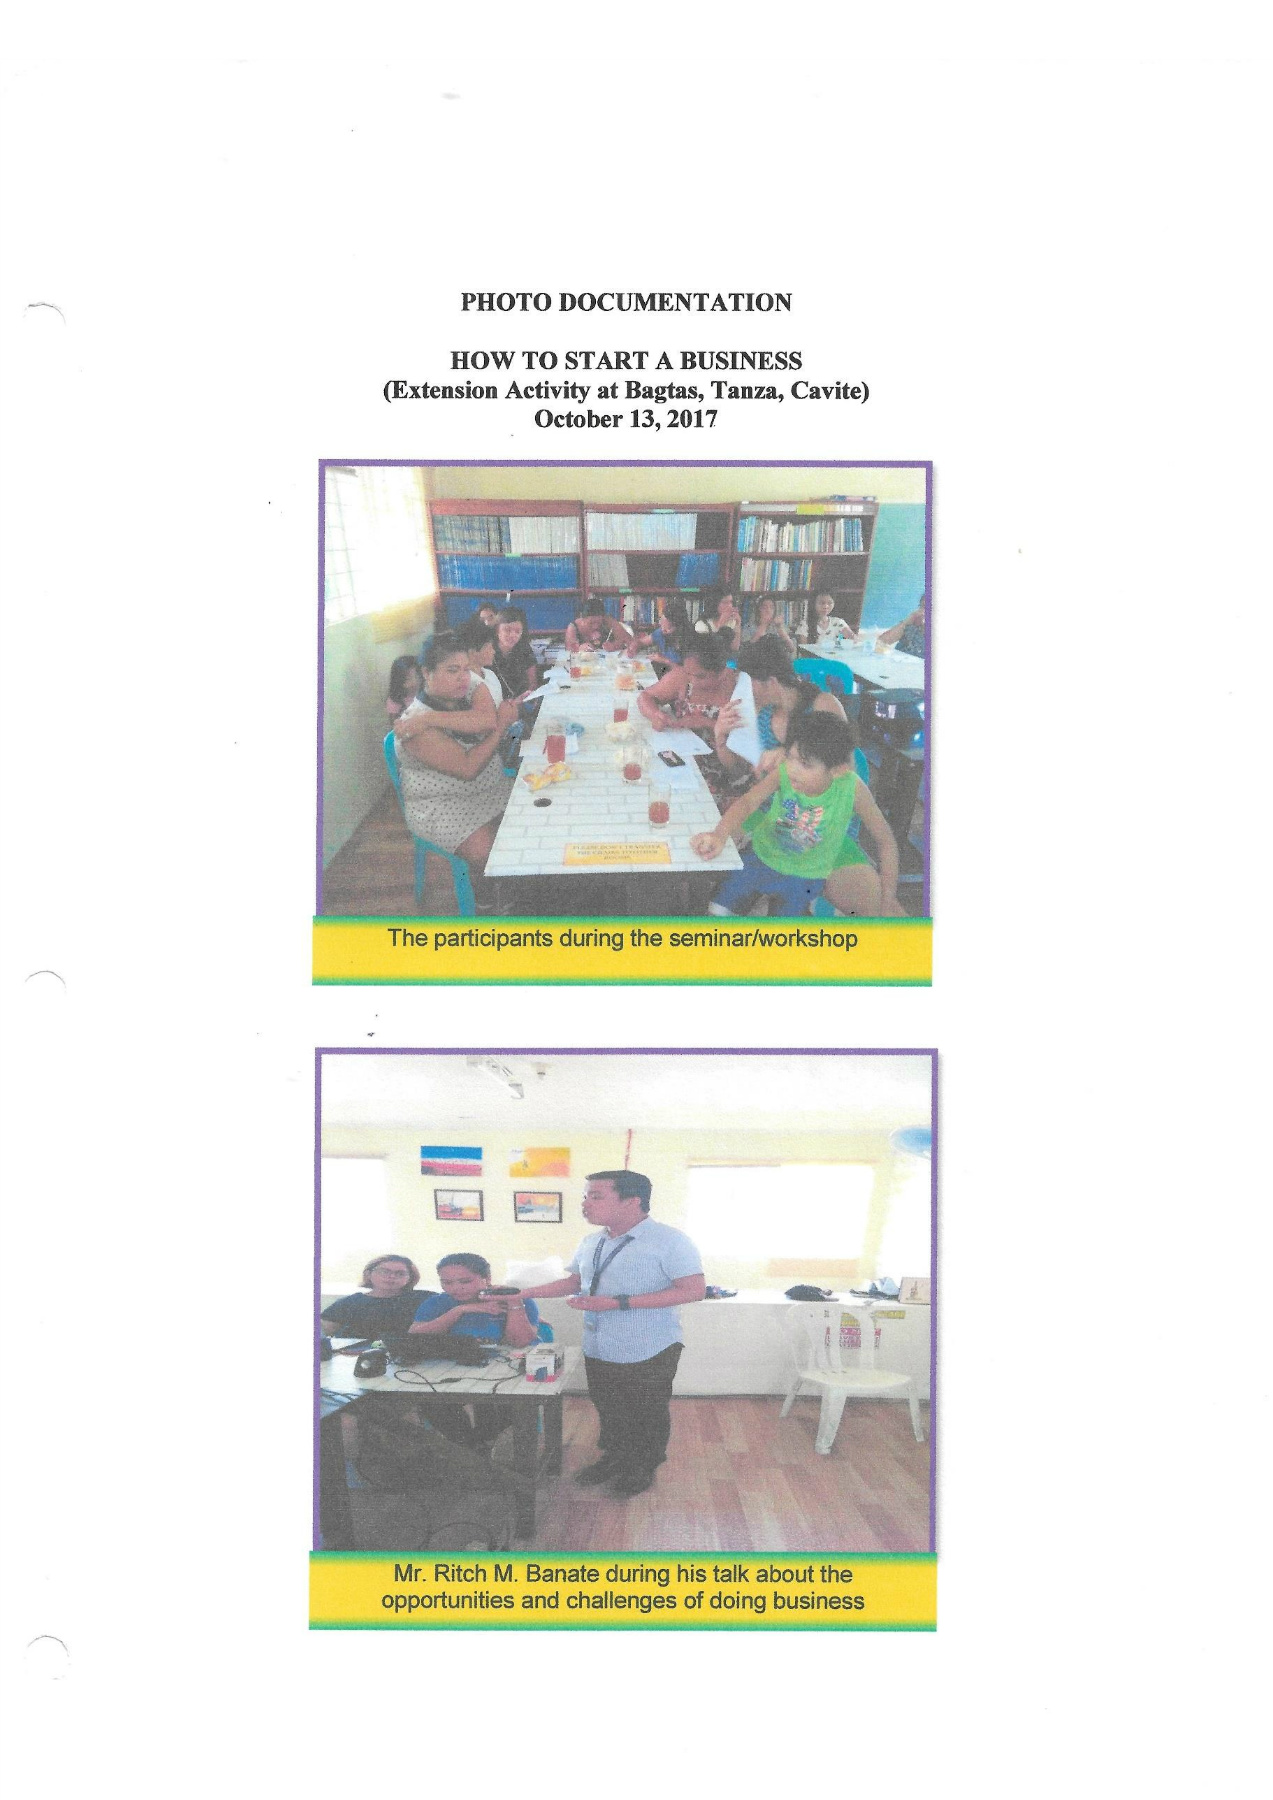 PHOTO DOCUMENTATION
HOW TO START A BUSINESS
(Extension Activity at Bagtas, Tanza, Cavite)
October 13, 2017
The participants during the seminar/workshop
Mr. Ritch M. Banate during his talk about the
opportunities and challenges of doing business